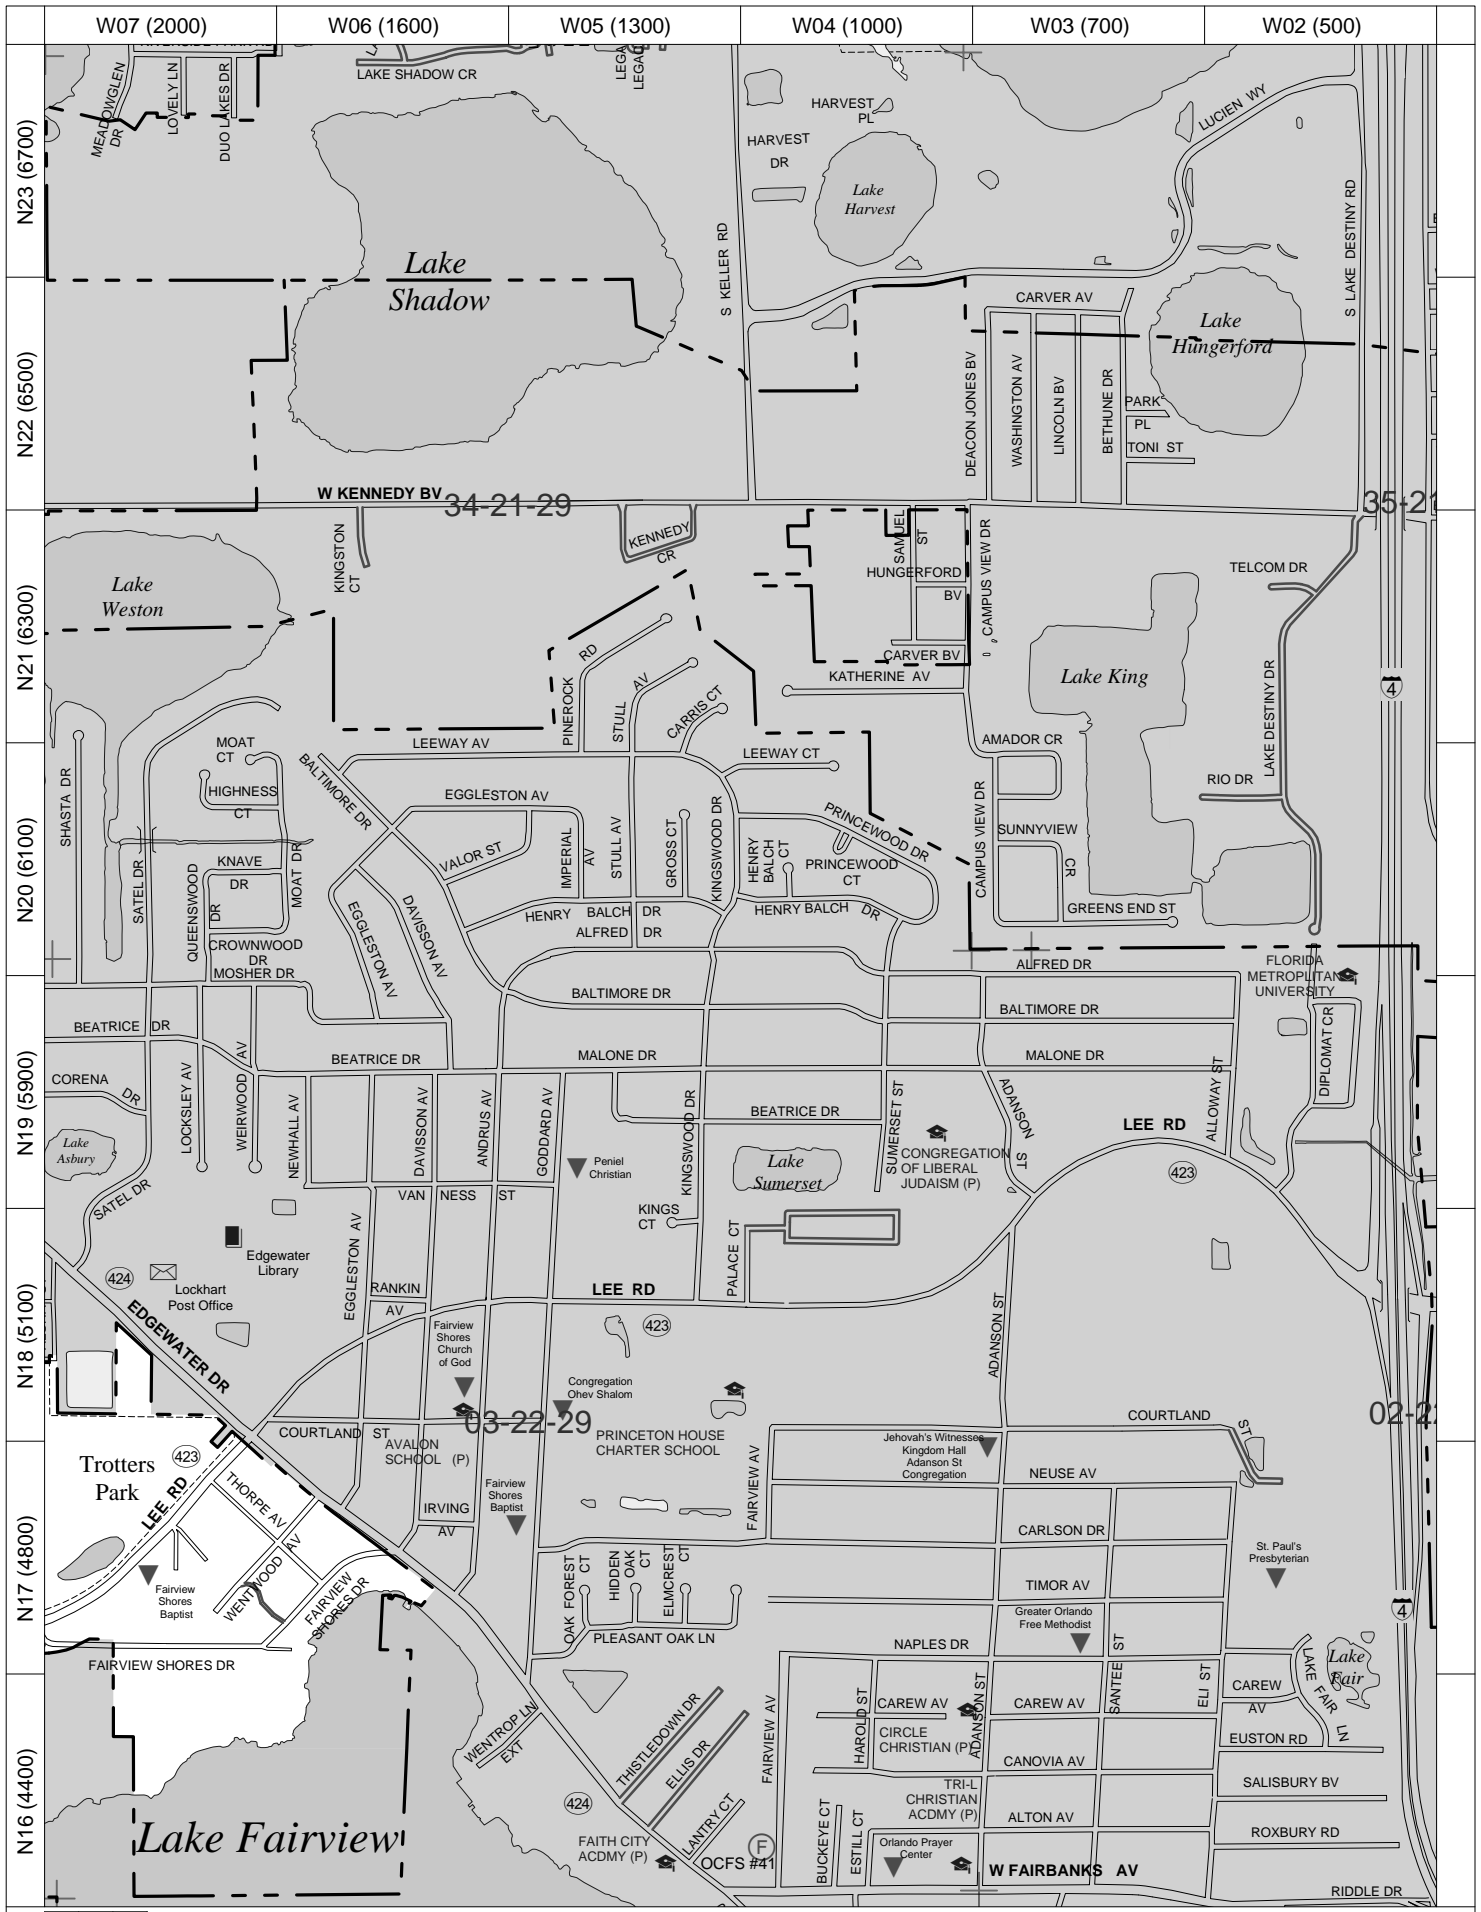 W07 (2000)
W06 (1600)
W05 (1300)
W04 (1000)
W03 (700)
W02 (500)
N23 (6700)
N22 (6500)
N21 (6300)
N20 (6100)
N19 (5900)
N18 (5100)
N17 (4800)
N16 (4400)
MEADOWGLEN
DR
LOVELY LN
DUO LAKES DR
LAKE SHADOW CR
HARVEST
PL
HARVEST
DR
Lake
Harvest
LUCIEN WY
S LAKE DESTINY RD
Lake
Shadow
S KELLER RD
CARVER AV
Lake
Hungerford
DEACON JONES BV
WASHINGTON AV
LINCOLN BV
BETHUNE DR
PARK
PL
TONI ST
W KENNEDY BV
34-21-29
35-21
KINGSTON
CT
KENNEDY
CR
SAMUEL
ST
HUNGERFORD
BV
CAMPUS VIEW DR
TELCOM DR
Lake
Weston
CARVER BV
KATHERINE AV
Lake King
LAKE DESTINY DR
4
PINEROCK
RD
STULL
AV
CARRIS CT
MOAT
CT
LEEWAY AV
LEEWAY CT
AMADOR CR
SHASTA DR
HIGHNESS
CT
BALTIMORE DR
EGGLESTON AV
RIO DR
PRINCEWOOD DR
CAMPUS VIEW DR
SUNNYVIEW
CR
VALOR ST
IMPERIAL
AV
STULL AV
GROSS CT
KINGSWOOD DR
HENRY
BALCH
CT
PRINCEWOOD
CT
SATEL DR
QUEENSWOOD
DR
KNAVE
DR
MOAT DR
EGGLESTON AV
DAVISSON AV
HENRY BALCH DR
HENRY BALCH DR
GREENS END ST
ALFRED DR
CROWNWOOD
DR
MOSHER DR
ALFRED DR
FLORIDA
METROPLITAN
UNIVERSITY
BALTIMORE DR
BALTIMORE DR
BEATRICE DR
BEATRICE DR
MALONE DR
MALONE DR
DIPLOMAT CR
CORENA
DR
LOCKSLEY AV
WEIRWOOD AV
NEWHALL AV
DAVISSON AV
ANDRUS AV
GODDARD AV
KINGSWOOD DR
BEATRICE DR
SUMERSET ST
ADANSON
ST
ALLOWAY ST
LEE RD
423
Lake
Asbury
Peniel
Christian
Lake
Sumerset
CONGREGATION
OF LIBERAL
JUDAISM (P)
SATEL DR
VAN NESS ST
KINGS
CT
PALACE CT
Edgewater
Library
EGGLESTON AV
424
Lockhart
Post Office
RANKIN
AV
LEE RD
423
EDGEWATER DR
Fairview
Shores
Church
of God
Congregation
Ohev Shalom
ADANSON ST
COURTLAND ST
03-22-29
COURTLAND
ST
AVALON
SCHOOL (P)
PRINCETON HOUSE
CHARTER SCHOOL
Jehovah's Witnesses
Kingdom Hall
Adanson St
Congregation
Trotters
Park
423
LEE RD
THORPE AV
IRVING
AV
Fairview
Shores
Baptist
FAIRVIEW AV
NEUSE AV
CARLSON DR
Fairview
Shores
Baptist
WENTWOOD AV
FAIRVIEW
SHORES DR
OAK FOREST
CT
HIDDEN
OAK
CT
ELMCREST
CT
TIMOR AV
St. Paul's
Presbyterian
4
Greater Orlando
Free Methodist
PLEASANT OAK LN
NAPLES DR
FAIRVIEW SHORES DR
SANTEE ST
ELI ST
Lake
Fair
LAKE FAIR LN
CAREW
AV
CAREW AV
CAREW AV
HAROLD ST
ADANSON ST
CIRCLE
CHRISTIAN (P)
EUSTON RD
WENTROP LN
EXT
THISTLEDOWN DR
ELLIS DR
FAIRVIEW AV
CANOVIA AV
SALISBURY BV
TRI-L
CHRISTIAN
ACDMY (P)
ALTON AV
424
Lake Fairview
FAITH CITY
ACDMY (P)
LANTRY CT
F
OCFS #41
BUCKEYE CT
ESTILL CT
Orlando Prayer
Center
ROXBURY RD
W FAIRBANKS AV
RIDDLE DR